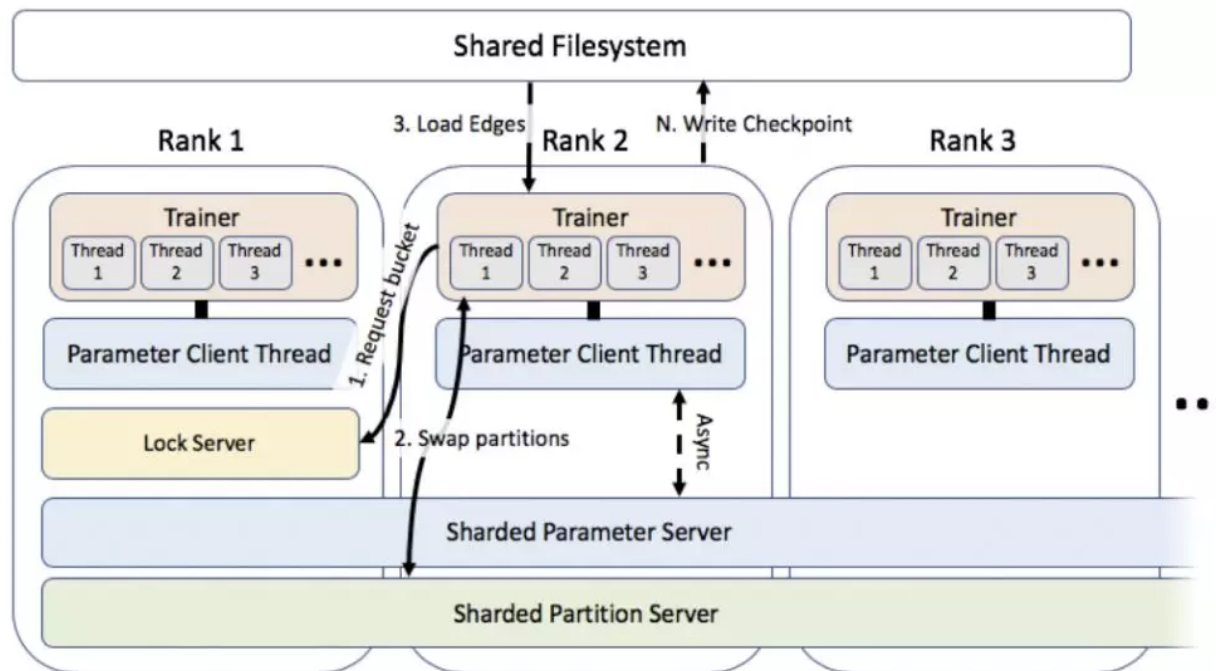 Shared Filesystem
3. Load Edges
N. Write Checkpoint
Rank 1
Rank 2
Rank 3
Trainer
Thread
1
Thread
2
Thread
3
...
Trainer
Thread
1
Thread
2
Thread
3
...
Trainer
Thread
1
Thread
2
Thread
3
...
1. Request bucket
Parameter Client Thread
Parameter Client Thread
Parameter Client Thread
Lock Server
2. Swap partitions
Async
Sharded Parameter Server
Sharded Partition Server